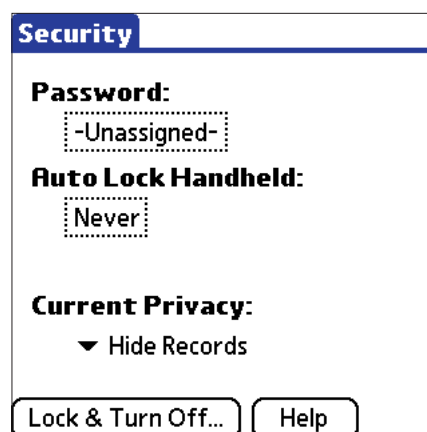 Security
Password:
-Unassigned-
Auto Lock Handheld:
Never
Current Privacy:
Hide Records
Lock & Turn Off... Help